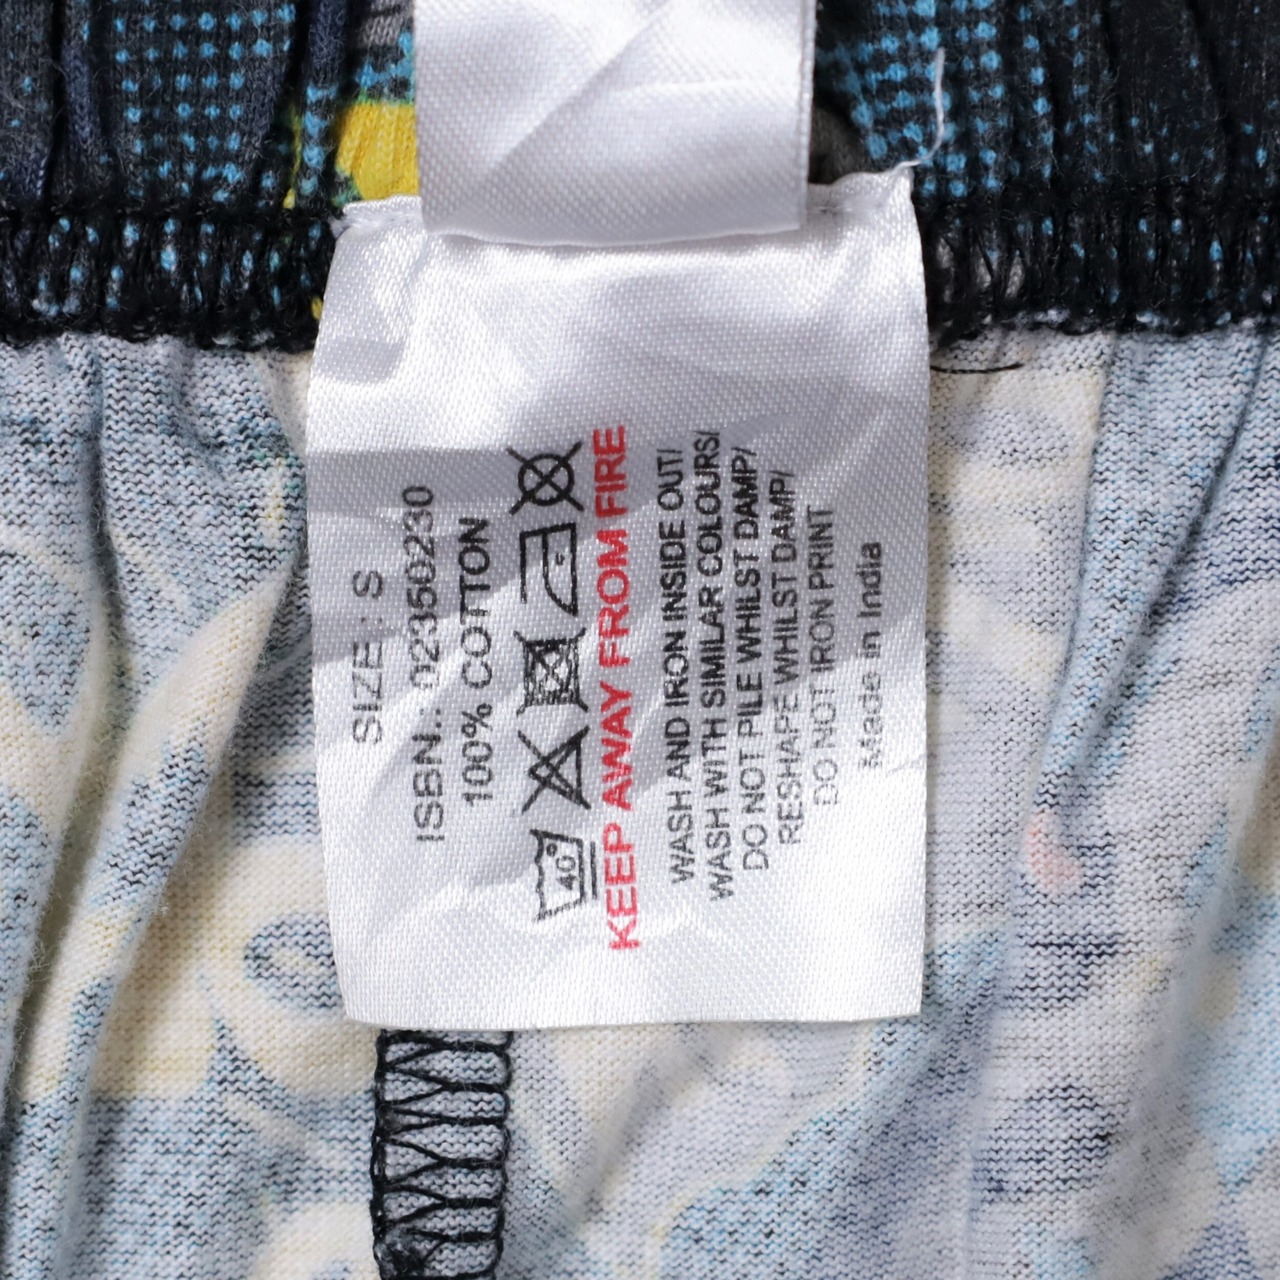 SIZE : S
ISBN.: 02350230
100% COTTON
40°
KEEP AWAY FROM FIRE
WASH AND IRON INSIDE OUT/
WASH WITH SIMILAR COLOURS/
DO NOT PILE WHILST DAMP/
RESHAPE WHILST DAMP/
DO NOT IRON PRINT
Made in India